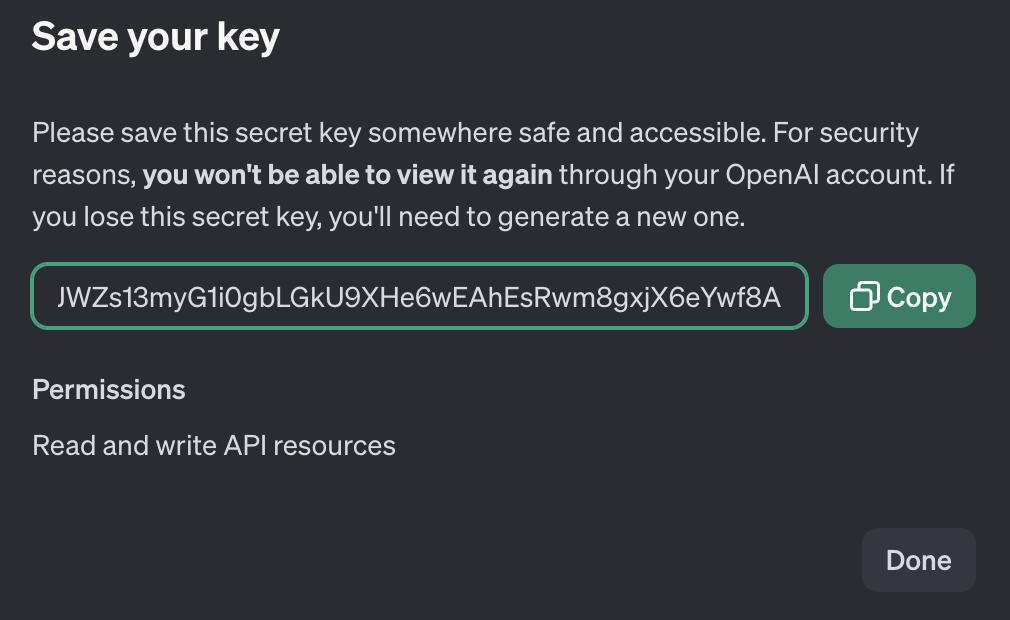 Save your key
Please save this secret key somewhere safe and accessible. For security
reasons, you won't be able to view it again through your OpenAI account. If
you lose this secret key, you'll need to generate a new one.
JWZs13myG1i0gbLGkU9XHe6wEAhEsRwm8gxjX6eYwf8A
Copy
Permissions
Read and write API resources
Done